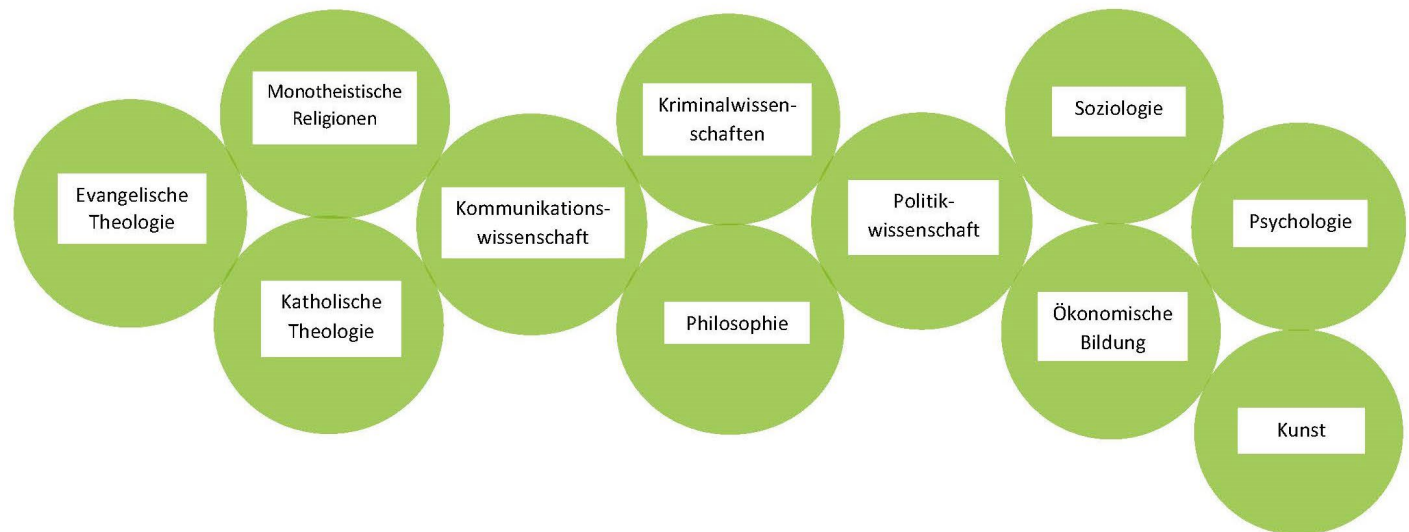 Monotheistische
Religionen
Kriminalwissen-
schaften
Soziologie
Evangelische
Theologie
Kommunikations-
wissenschaft
Politik-
wissenschaft
Psychologie
Katholische
Theologie
Philosophie
Ökonomische
Bildung
Kunst